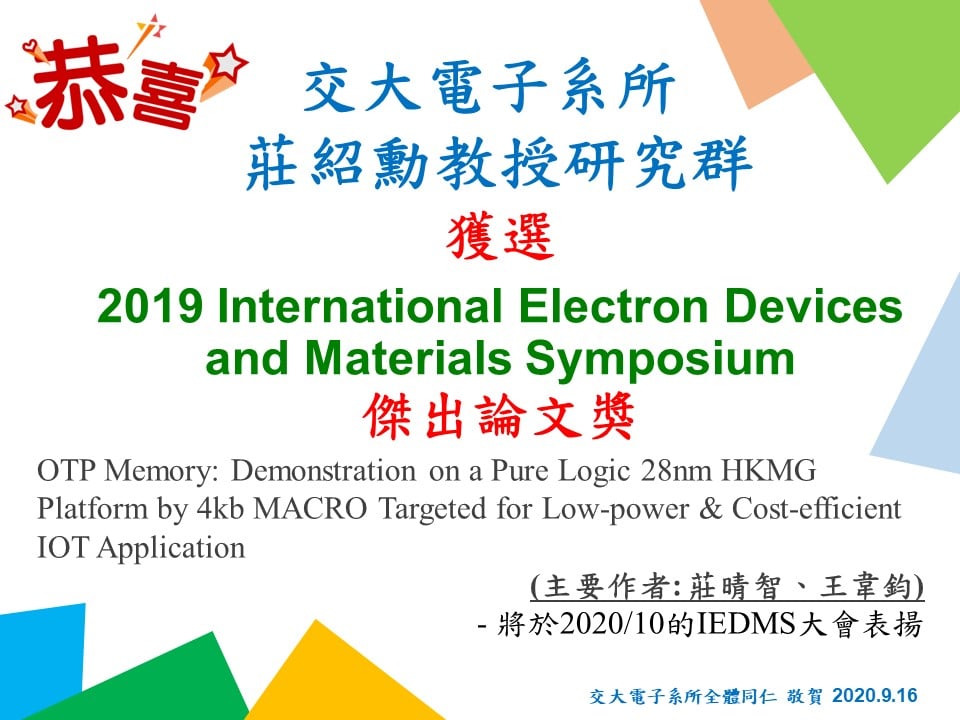 恭喜
交大電子系所
莊紹勳教授研究群
獲選
2019 International Electron Devices
and Materials Symposium
傑出論文獎
OTP Memory: Demonstration on a Pure Logic 28nm HKMG
Platform by 4kb MACRO Targeted for Low-power & Cost-efficient
IOT Application
(主要作者: 莊晴智、王韋鈞)
- 將於2020/10的IEDMS大會表揚
交大電子系所全體同仁 敬賀 2020.9.16